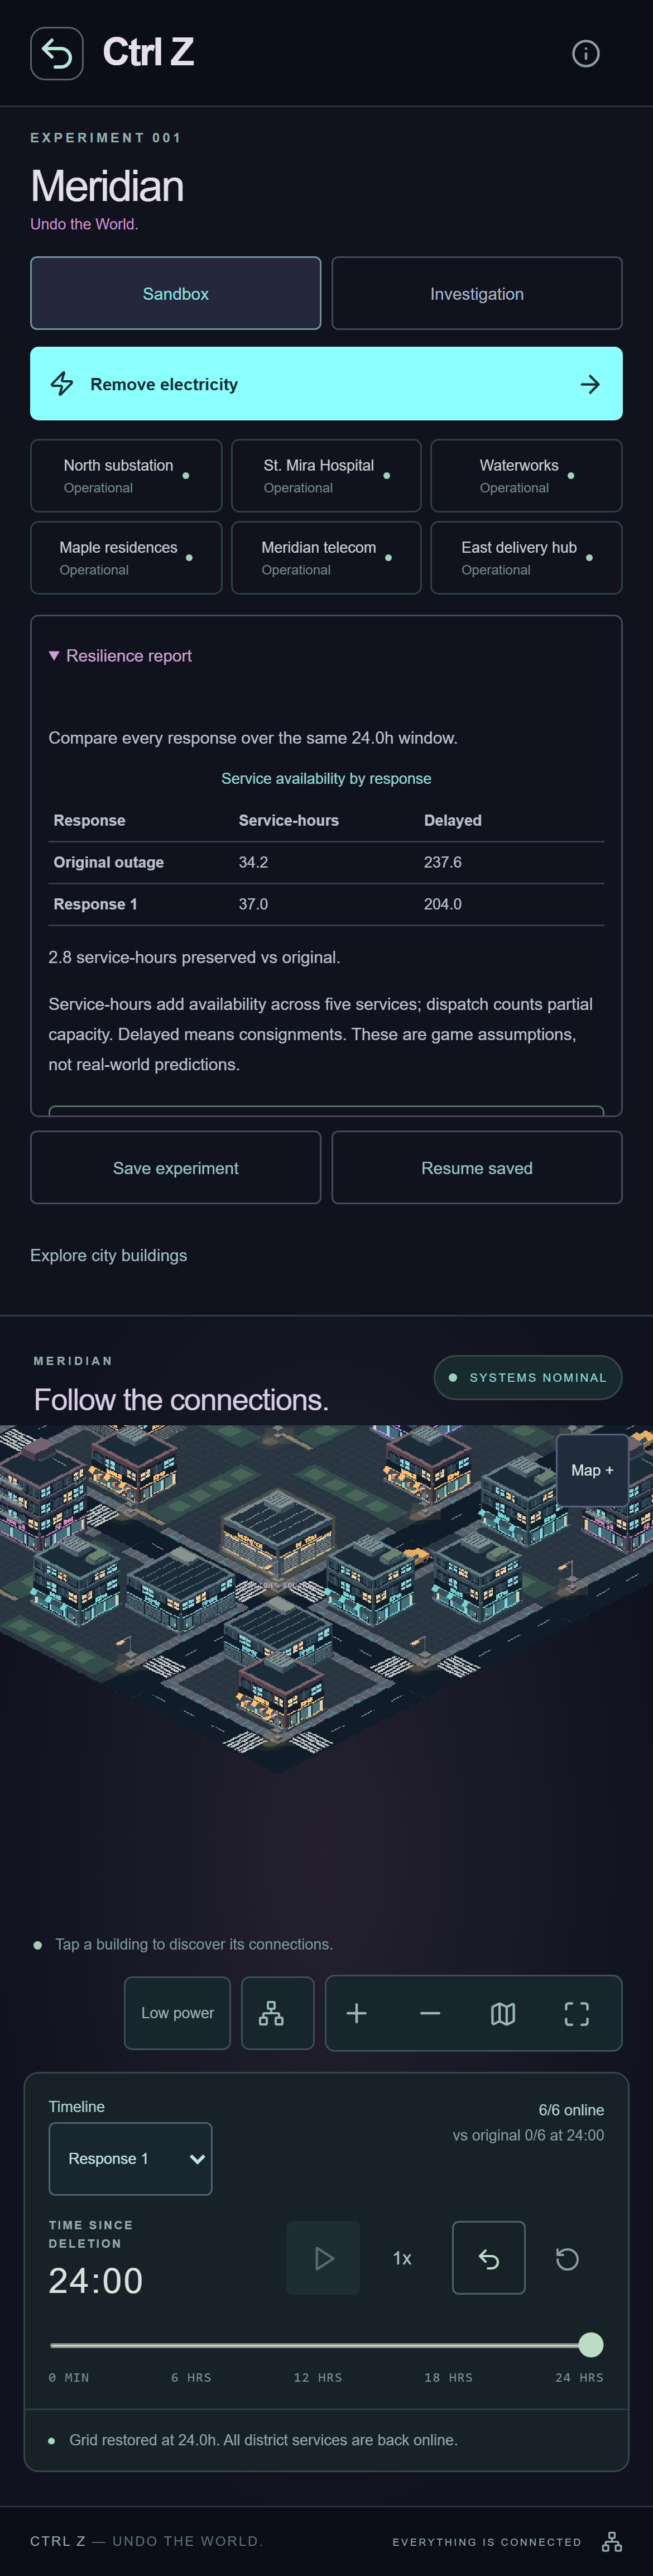 Ctrl Z
EXPERIMENT 001
Meridian
Undo the World.
Sandbox
Investigation
Remove electricity
North substation
Operational
St. Mira Hospital
Operational
Waterworks
Operational
Maple residences
Operational
Meridian telecom
Operational
East delivery hub
Operational
Resilience report
Compare every response over the same 24.0h window.
Service availability by response
Response Service-hours Delayed
Original outage 34.2 237.6
Response 1 37.0 204.0
2.8 service-hours preserved vs original.
Service-hours add availability across five services; dispatch counts partial
capacity. Delayed means consignments. These are game assumptions,
not real-world predictions.
Save experiment
Resume saved
Explore city buildings
MERIDIAN
Follow the connections.
SYSTEMS NOMINAL
Map +
Tap a building to discover its connections.
Low power
Timeline
Response 1
6/6 online
vs original 0/6 at 24:00
TIME SINCE
DELETION
24:00
1x
0 MIN 6 HRS 12 HRS 18 HRS 24 HRS
Grid restored at 24.0h. All district services are back online.
CTRL Z — UNDO THE WORLD.
EVERYTHING IS CONNECTED